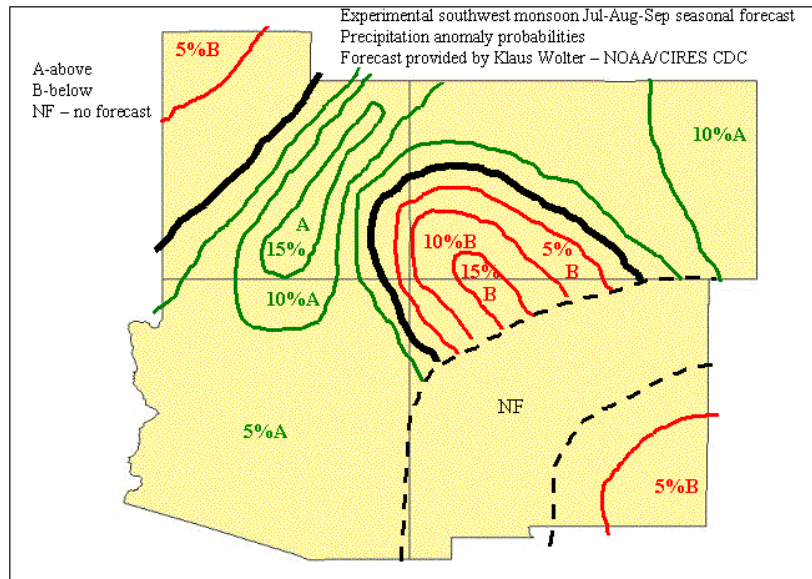 Experimental southwest monsoon Jul-Aug-Sep seasonal forecast
Precipitation anomaly probabilities
Forecast provided by Klaus Wolter – NOAA/CIRES CDC
5%B
A-above
B-below
NF – no forecast
10%A
A
15%
10%B
5%
B
15%
B
10%A
NF
5%A
5%B